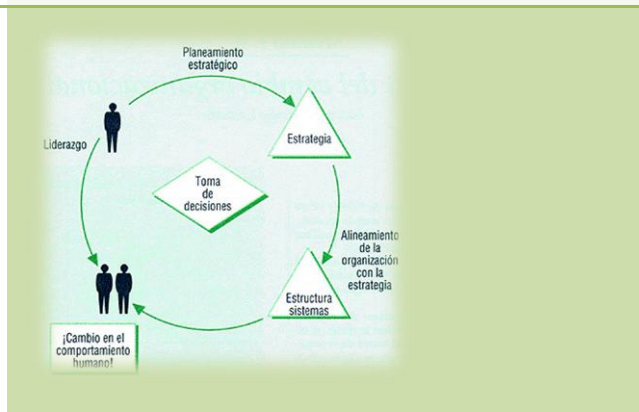 Planeamiento
estratégico
Liderazgo
Estrategia
Toma
de
decisiones
Alineamiento
de la
organización
con la
estrategia
Estructura
sistemas
¡Cambio en el
comportamiento
humano!